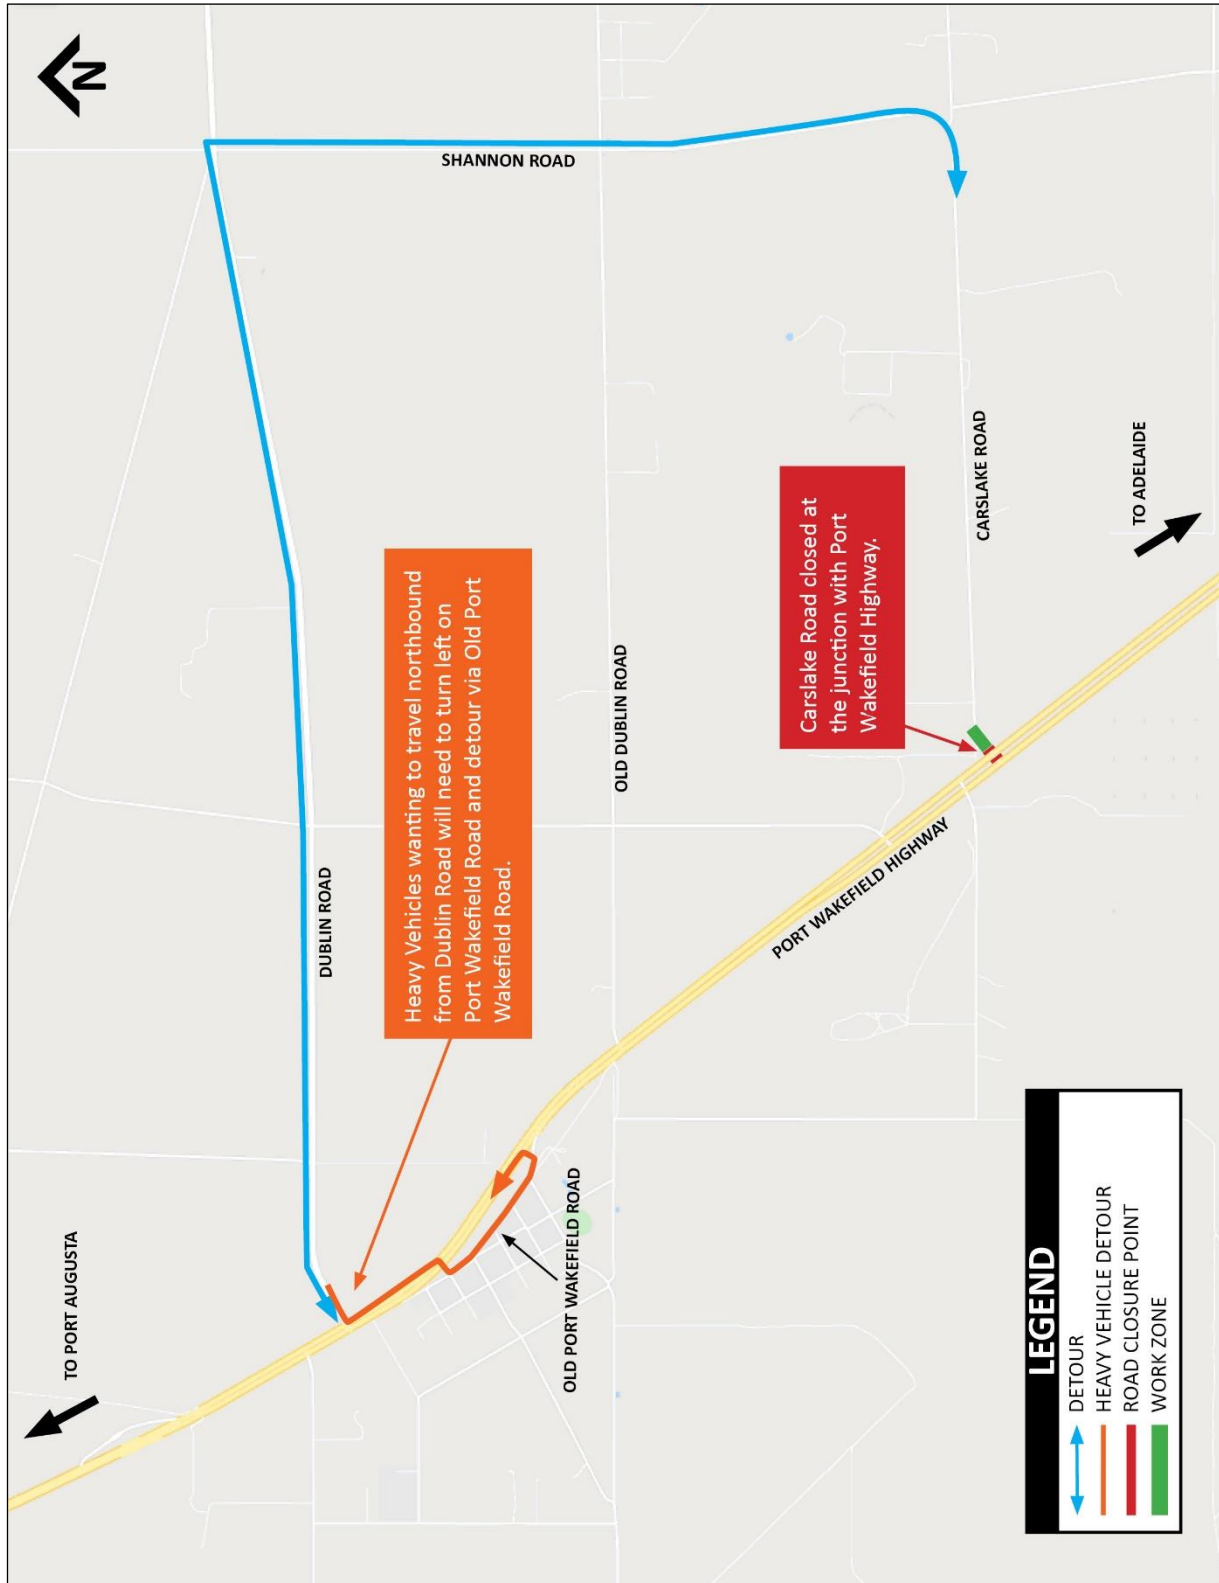 N
TO PORT AUGUSTA
DUBLIN ROAD
SHANNON ROAD
Heavy Vehicles wanting to travel northbound
from Dublin Road will need to turn left on
Port Wakefield Road and detour via Old Port
Wakefield Road.
OLD PORT WAKEFIELD ROAD
OLD DUBLIN ROAD
Carslake Road closed at
the junction with Port
Wakefield Highway.
PORT WAKEFIELD HIGHWAY
CARSLAKE ROAD
TO ADELAIDE
LEGEND
DETOUR
HEAVY VEHICLE DETOUR
ROAD CLOSURE POINT
WORK ZONE